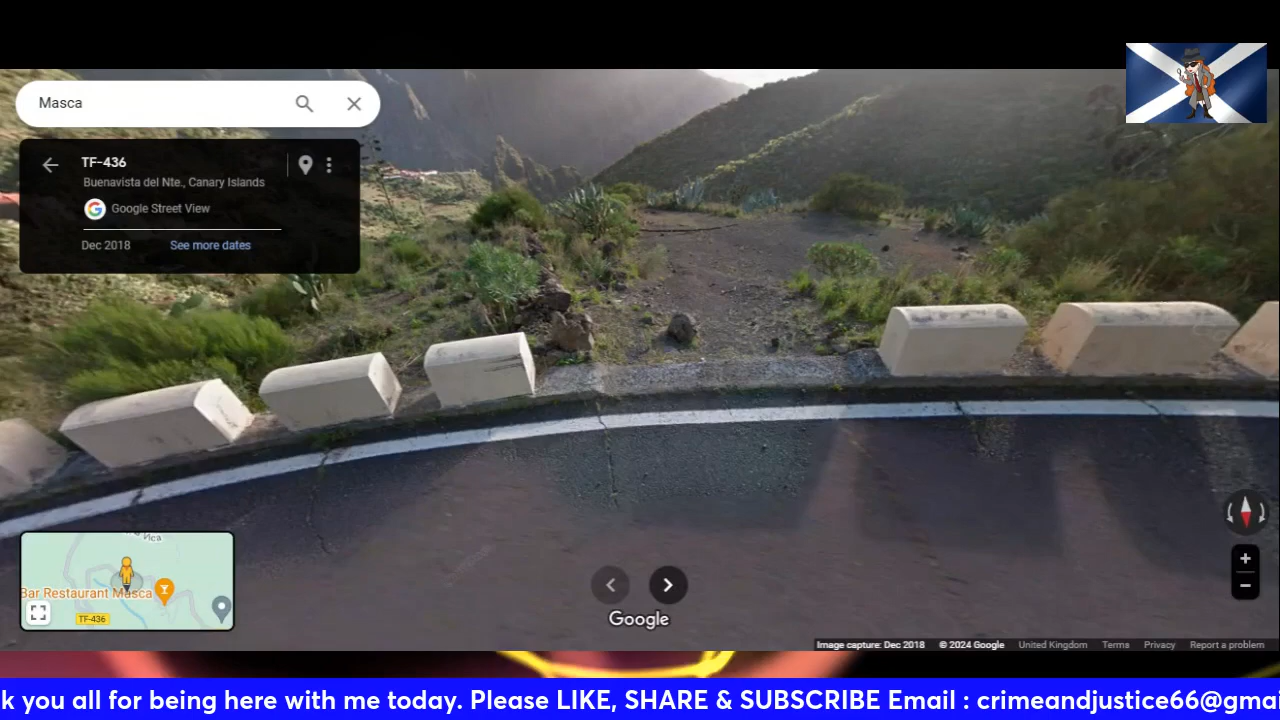 Masca
TF-436
Buenavista del Nte., Canary Islands
Google Street View
Dec 2018 See more dates
Vica
Bar Restaurant Masca
TF-436
Google
Image capture: Dec 2018 © 2024 Google United Kingdom Terms Privacy Report a problem
k you all for being here with me today. Please LIKE, SHARE & SUBSCRIBE Email : crimeandjustice66@gmai